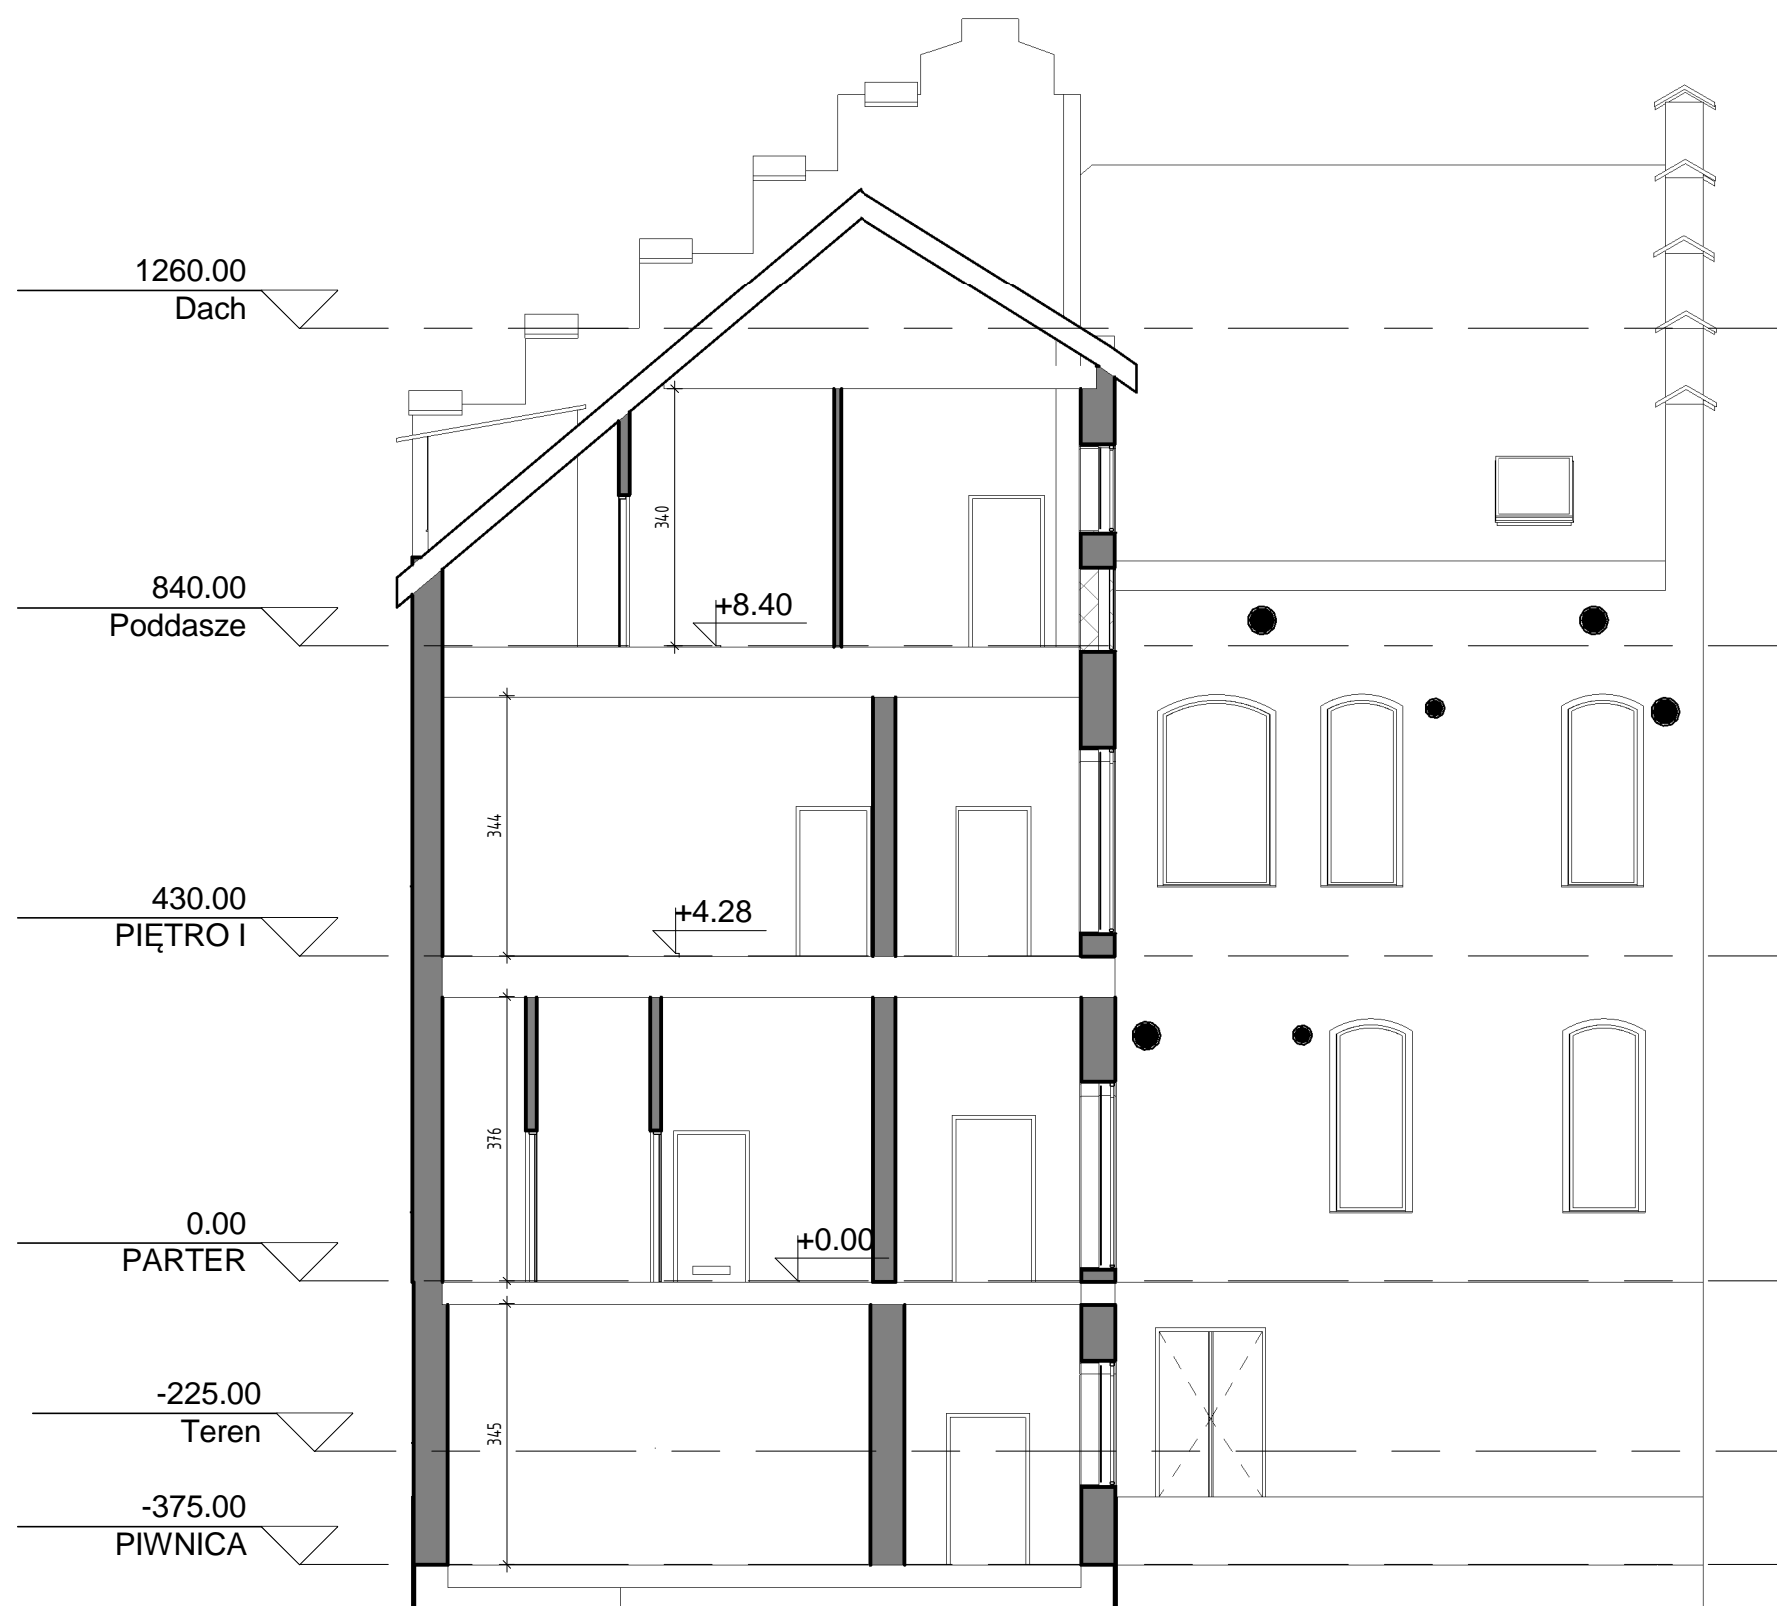 1260.00
Dach
340
840.00
Poddasze
+8.40
344
430.00
PIĘTRO I
+4.28
376
0.00
PARTER
+0.00
-225.00
Teren
345
-375.00
PIWNICA